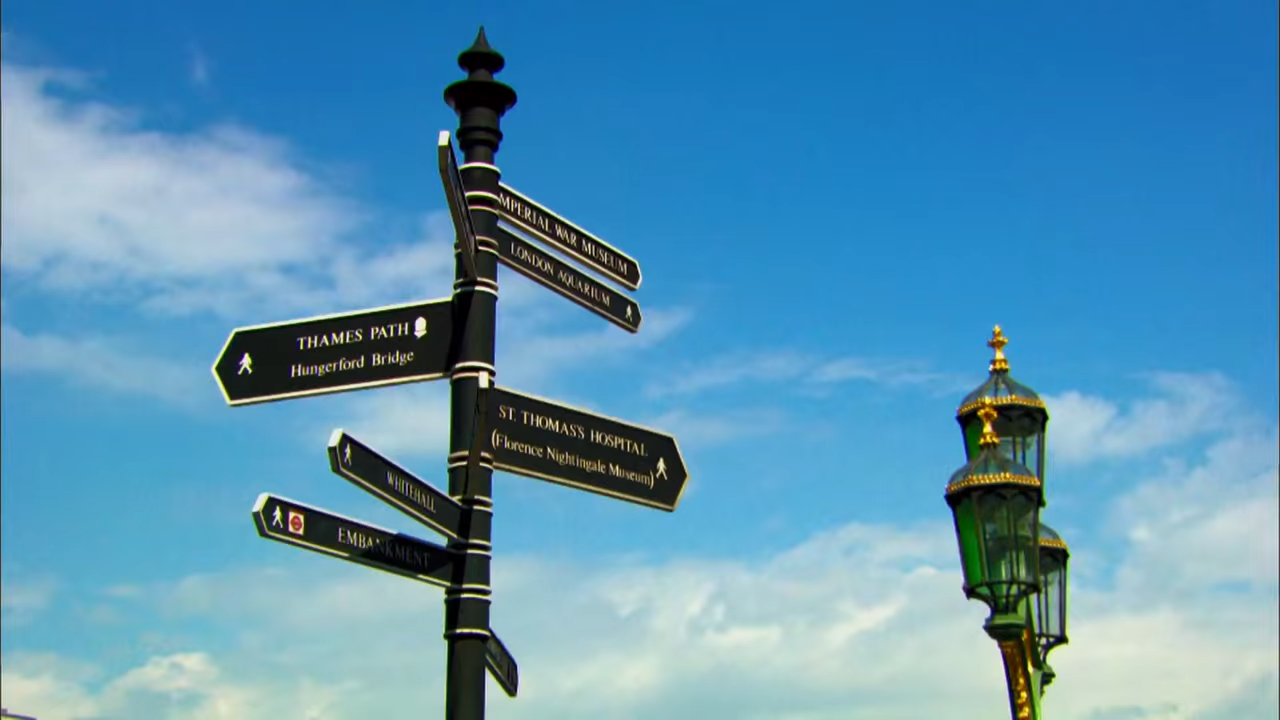 MPERIAL WAR MUSEUM
LONDON AQUARIUM
THAMES PATH
Hungerford Bridge
ST. THOMAS'S HOSPITAL
(Florence Nightingale Museum)
WHITEHALL
EMBANKMENT